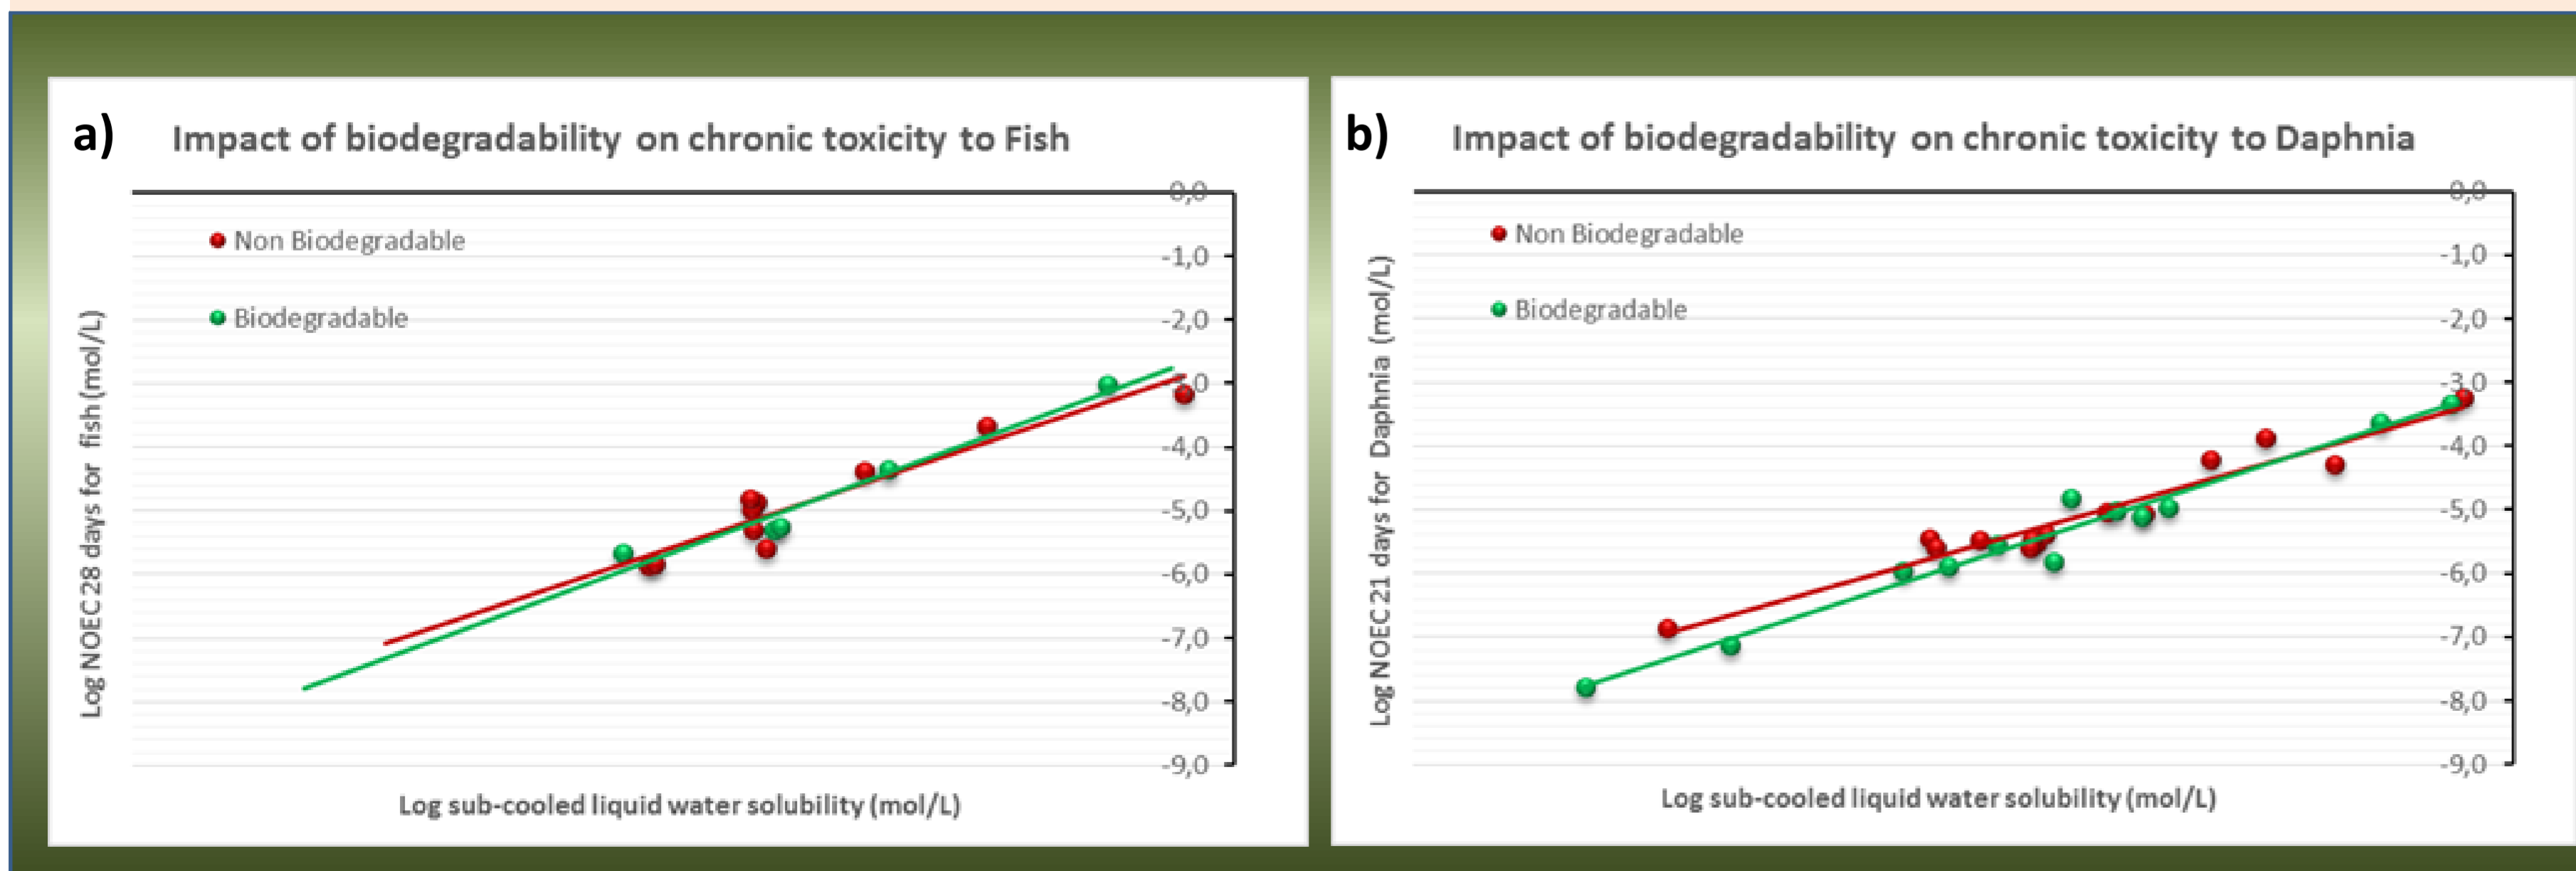 a)
Impact of biodegradability on chronic toxicity to Fish
Non Biodegradable
Biodegradable
Log NOEC 28 days for fish (mol/L)
0,0
-1,0
-2,0
-3,0
-4,0
-5,0
-6,0
-7,0
-8,0
-9,0
Log sub-cooled liquid water solubility (mol/L)
b)
Impact of biodegradability on chronic toxicity to Daphnia
Non Biodegradable
Biodegradable
Log NOEC 21 days for Daphnia (mol/L)
0,0
-1,0
-2,0
-3,0
-4,0
-5,0
-6,0
-7,0
-8,0
-9,0
Log sub-cooled liquid water solubility (mol/L)